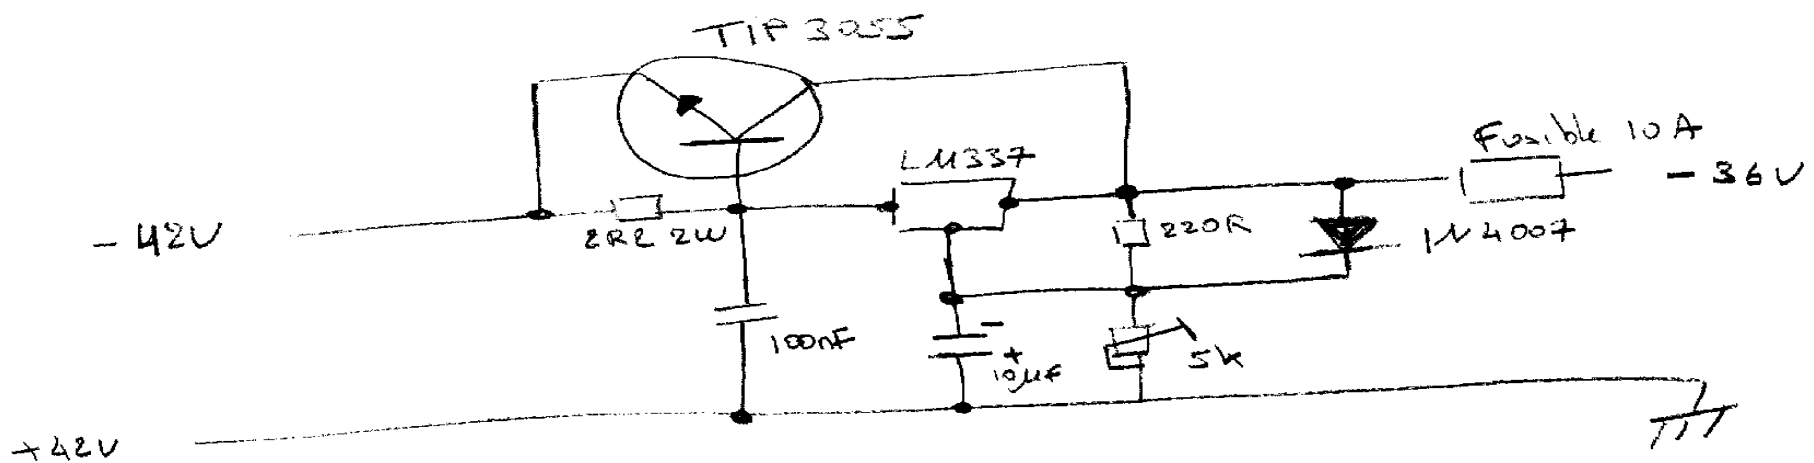 TIP 3055
Fusible 10A
LM337
- 36V
- 42V
2R2 2W
220R
1N4007
100nF
-
+
10µF
5k
+42V